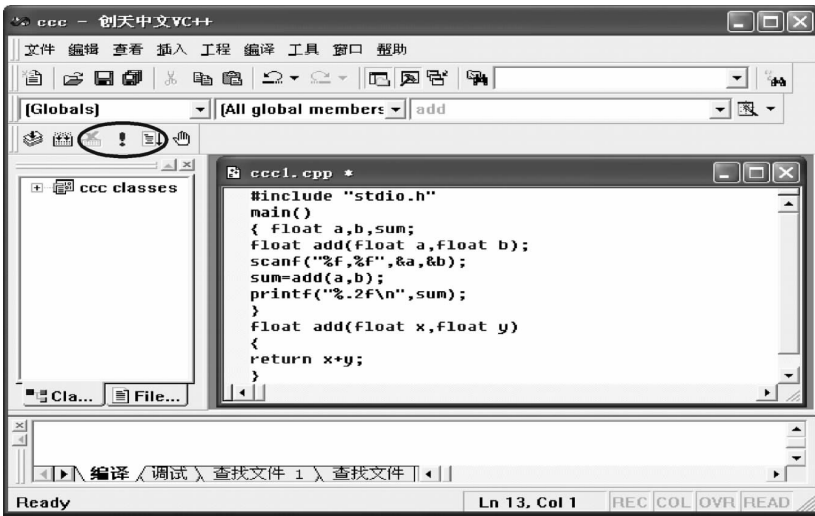 ccc - 创天中文VC++
文件 编辑 查看 插入 工程 编译 工具 窗口 帮助
(Globals) (All global members add
ccc1.cpp *
ccc classes
#include "stdio.h"
main()
{ float a,b,sum;
float add(float a,float b);
scanf("%f,%f",&a,&b);
sum=add(a,b);
printf("%.2f\n",sum);
}
float add(float x,float y)
{
return x+y;
}
Cla... File...
编译 调试 查找文件 1 查找文件
Ready Ln 13, Col 1 REC COL OVR READ